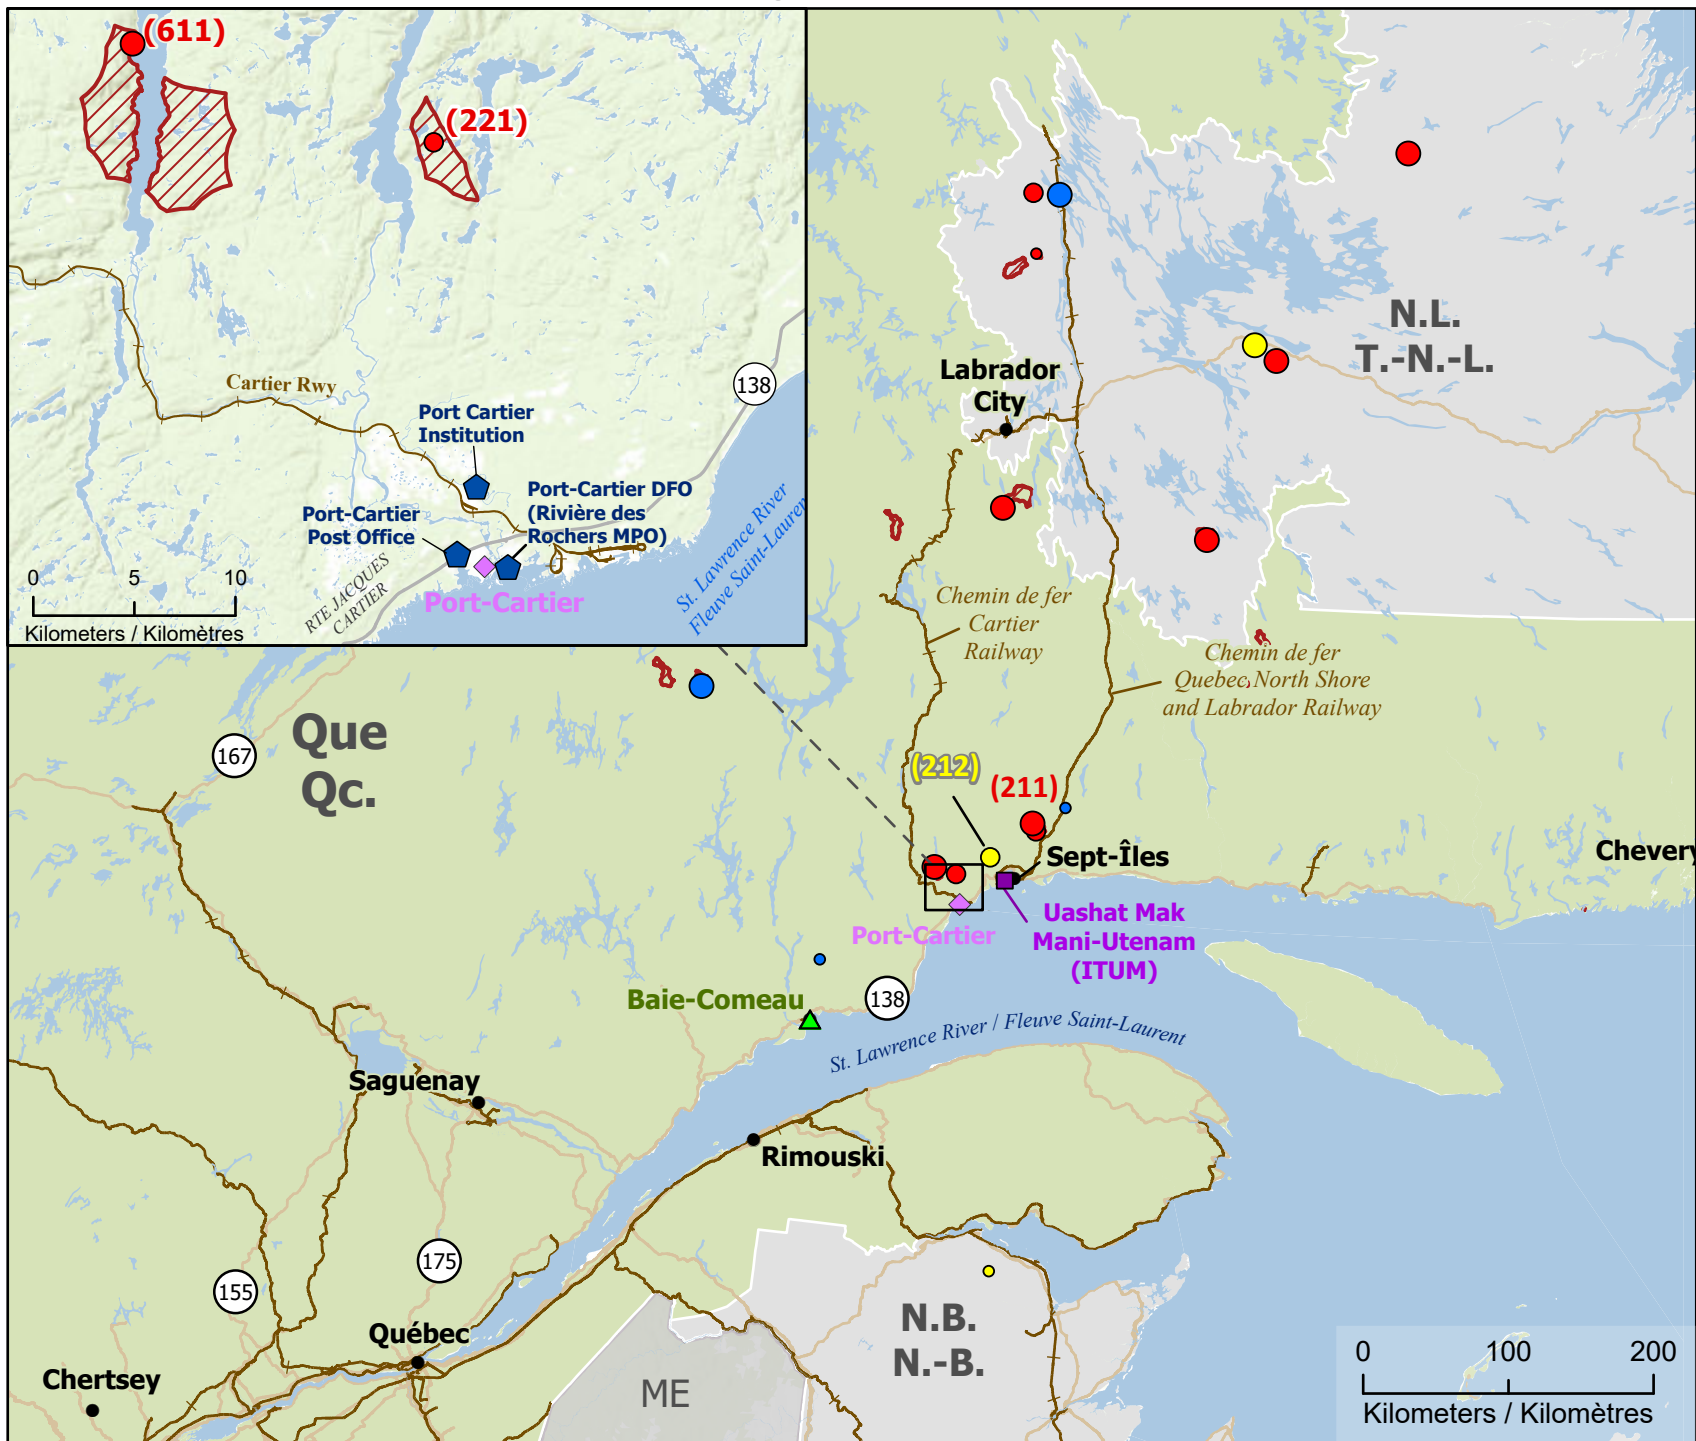 (611)
(221)
Cartier Rwy
138
Port Cartier
Institution
Port-Cartier DFO
(Rivière des
Rochers MPO)
Port-Cartier
Post Office
RTE JACQUES
CARTIER
Port-Cartier
St. Lawrence River
Fleuve Saint-Lauren
0 5 10
Kilometers / Kilomètres
N.L.
T.-N.-L.
Labrador
City
Chemin de fer
Cartier
Railway
Chemin de fer
Quebec North Shore
and Labrador Railway
Que
Qc.
167
(212)
(211)
Sept-Îles
Chevery
Uashat Mak
Mani-Utenam
(ITUM)
Port-Cartier
Baie-Comeau
138
St. Lawrence River / Fleuve Saint-Laurent
Saguenay
Rimouski
175
155
Québec
Chertsey
ME
N.B.
N.-B.
0 100 200
Kilometers / Kilomètres